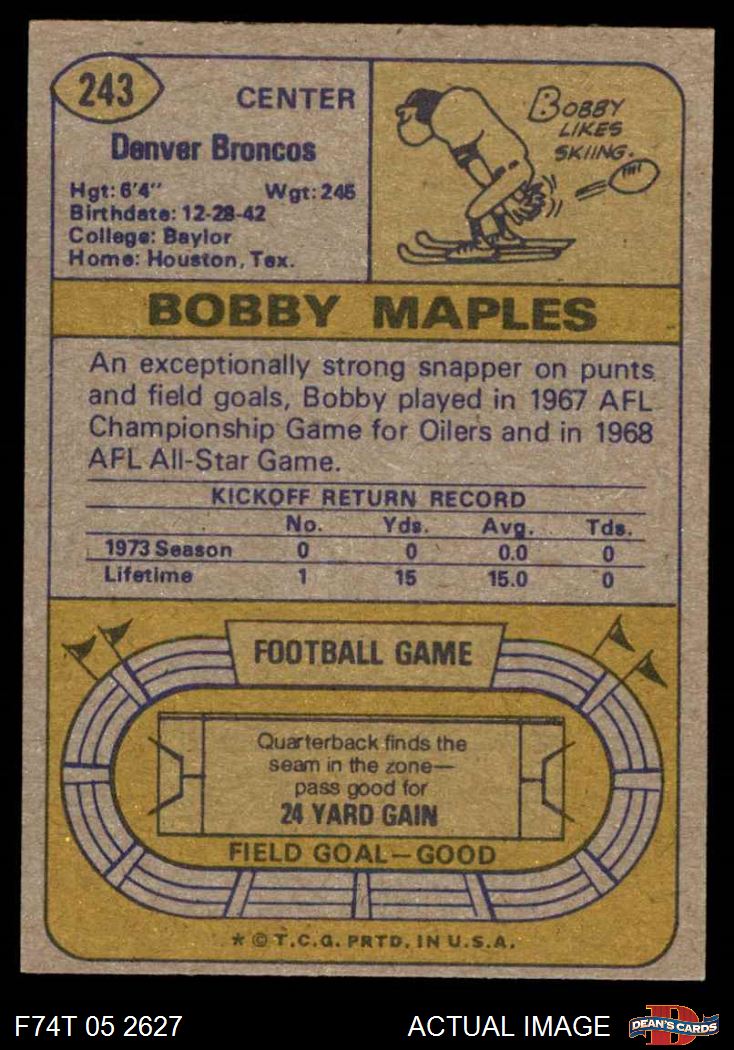 243
CENTER
Denver Broncos
Hgt: 6'4" Wgt: 245
Birthdate: 12-28-42
College: Baylor
Home: Houston, Tex.
BOBBY LIKES SKIING.
BOBBY MAPLES
An exceptionally strong snapper on punts
and field goals, Bobby played in 1967 AFL
Championship Game for Oilers and in 1968
AFL All-Star Game.
KICKOFF RETURN RECORD
No. Yds. Avg. Tds.
1973 Season 0 0 0.0 0
Lifetime 1 15 15.0 0
FOOTBALL GAME
Quarterback finds the
seam in the zone—
pass good for
24 YARD GAIN
FIELD GOAL—GOOD
* © T.C.G. PRTD. IN U.S.A.
F74T 05 2627
ACTUAL IMAGE
D
DEAN'S CARDS